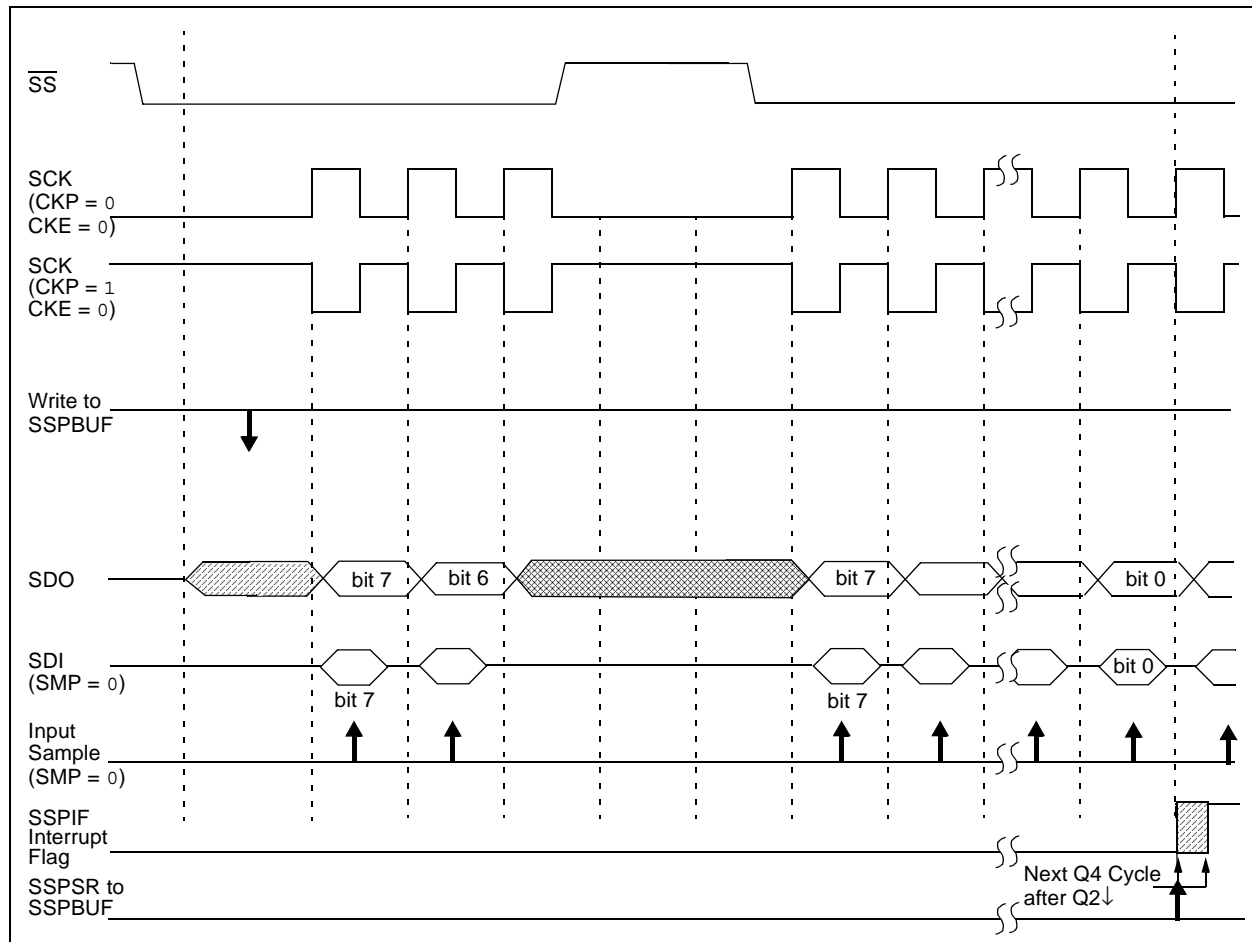 SS
SCK
(CKP = 0
CKE = 0)
SCK
(CKP = 1
CKE = 0)
Write to
SSPBUF
SDO
bit 7
bit 6
bit 7
bit 0
SDI
(SMP = 0)
bit 0
bit 7
bit 7
Input
Sample
(SMP = 0)
SSPIF
Interrupt
Flag
SSPSR to
SSPBUF
Next Q4 Cycle
after Q2↓